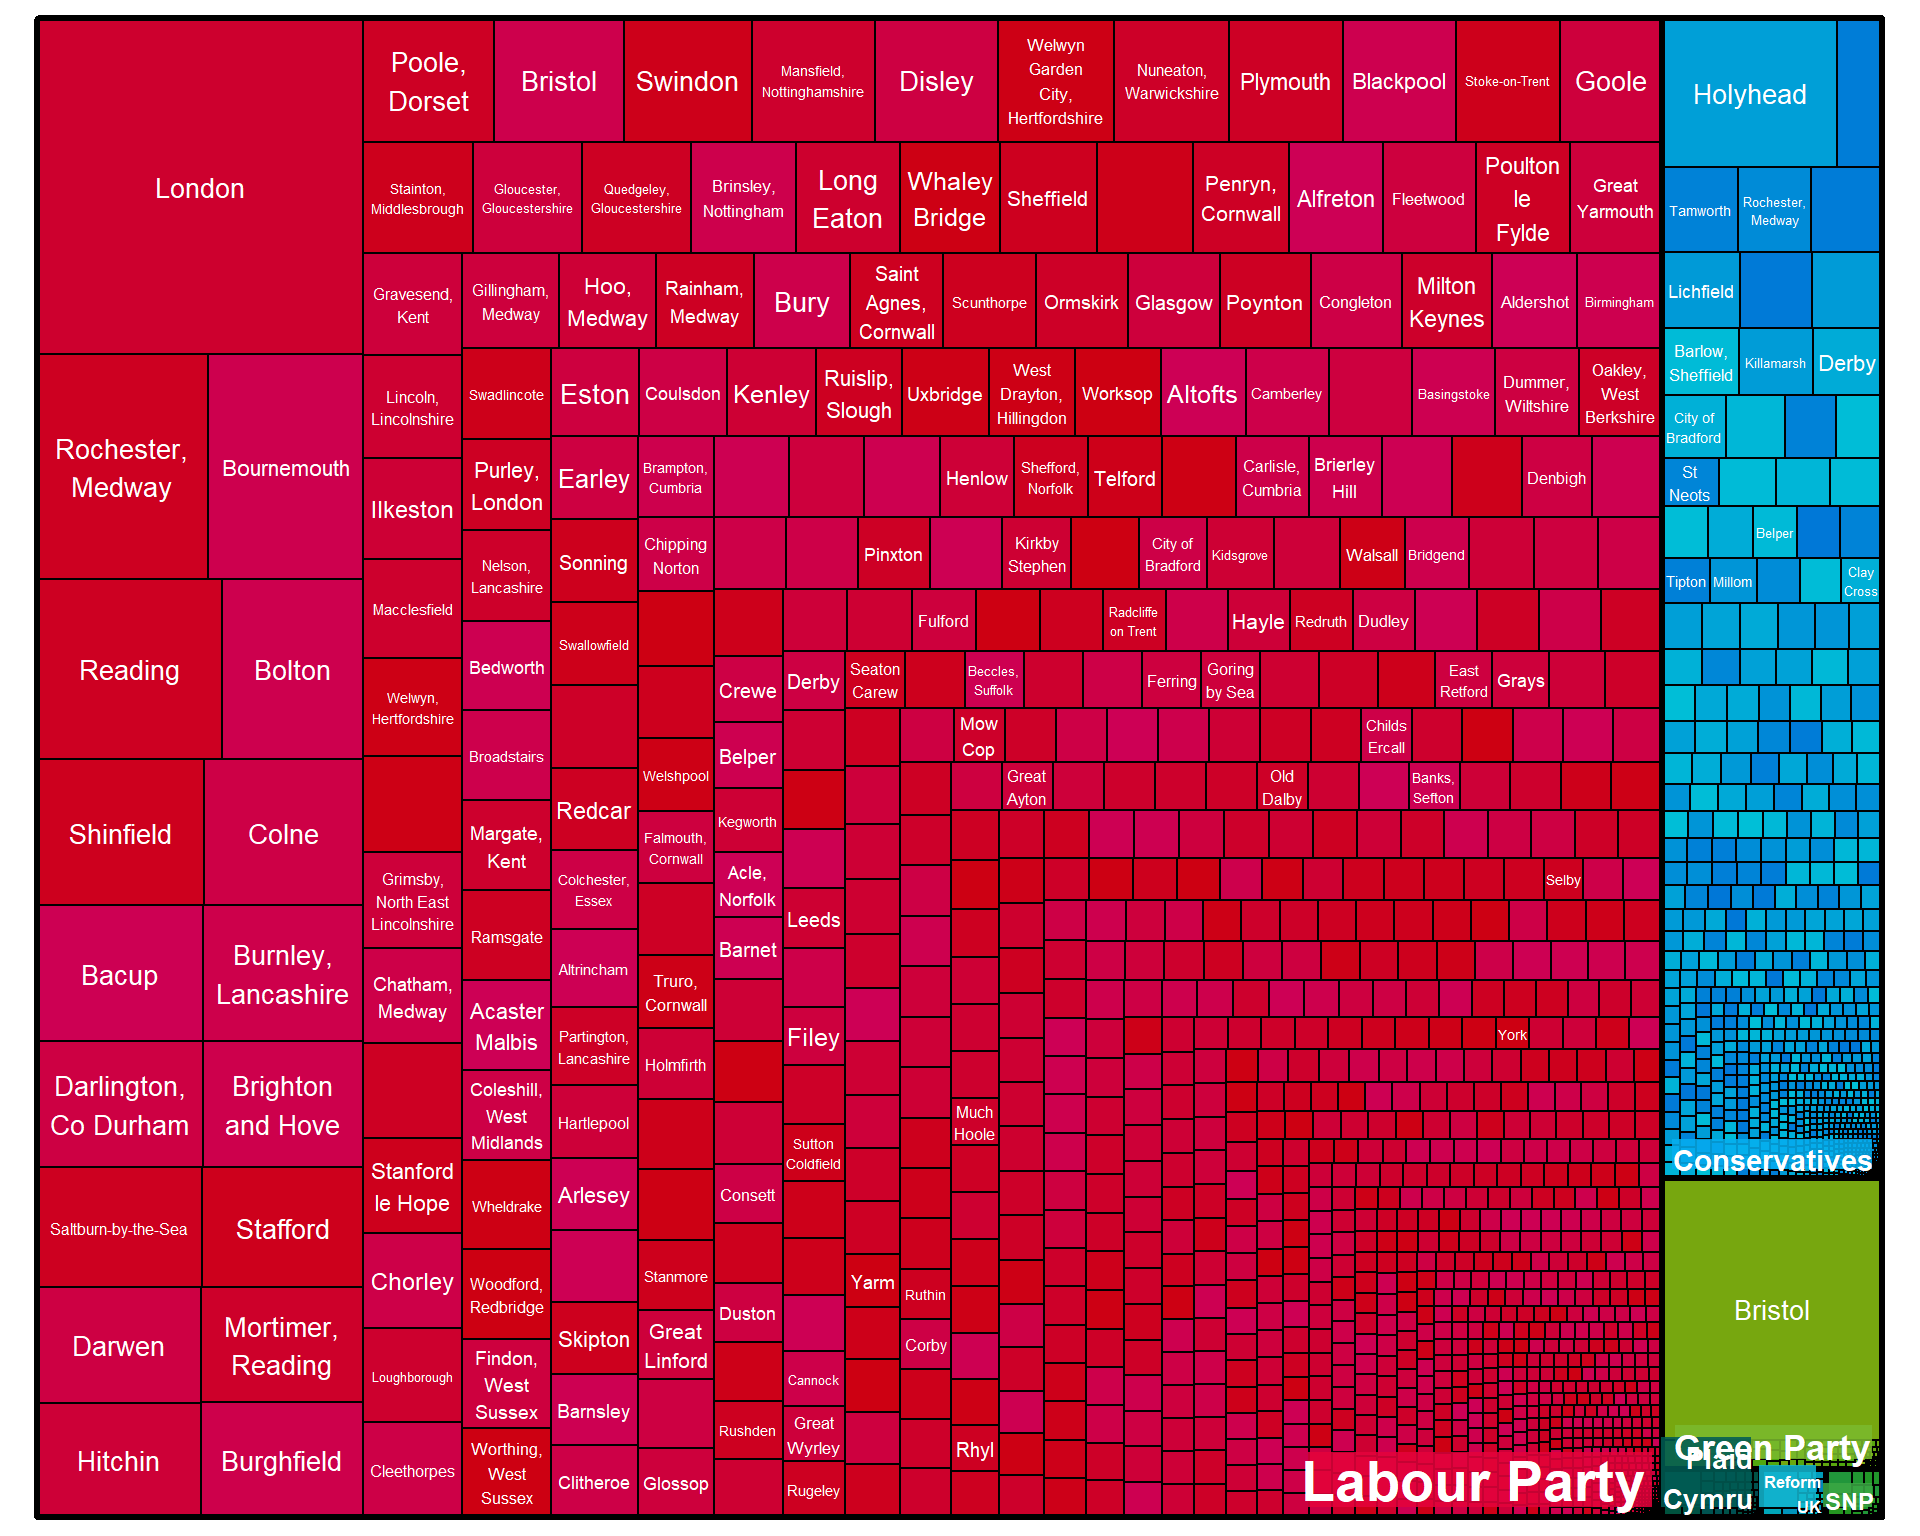 London
Rochester,
Medway
Bournemouth
Reading
Bolton
Shinfield
Colne
Bacup
Burnley,
Lancashire
Darlington,
Co Durham
Brighton
and Hove
Saltburn-by-the-Sea
Stafford
Darwen
Mortimer,
Reading
Hitchin
Burghfield
Poole,
Dorset
Bristol
Swindon
Mansfield,
Nottinghamshire
Disley
Welwyn
Garden
City,
Hertfordshire
Nuneaton,
Warwickshire
Plymouth
Blackpool
Stoke-on-Trent
Goole
Stainton,
Middlesbrough
Gloucester,
Gloucestershire
Quedgeley,
Gloucestershire
Brinsley,
Nottingham
Long
Eaton
Whaley
Bridge
Sheffield
Penryn,
Cornwall
Alfreton
Fleetwood
Poulton
le
Fylde
Great
Yarmouth
Gravesend,
Kent
Gillingham,
Medway
Hoo,
Medway
Rainham,
Medway
Bury
Saint
Agnes,
Cornwall
Scunthorpe
Ormskirk
Glasgow
Poynton
Congleton
Milton
Keynes
Aldershot
Birmingham
Lincoln,
Lincolnshire
Ilkeston
Macclesfield
Welwyn,
Hertfordshire
Grimsby,
North East
Lincolnshire
Chatham,
Medway
Stanford
le Hope
Chorley
Loughborough
Cleethorpes
Swadlincote
Purley,
London
Nelson,
Lancashire
Bedworth
Broadstairs
Margate,
Kent
Ramsgate
Acaster
Malbis
Coleshill,
West
Midlands
Wheldrake
Woodford,
Redbridge
Findon,
West
Sussex
Worthing,
West
Sussex
Eston
Coulsdon
Kenley
Ruislip,
Slough
Uxbridge
West
Drayton,
Hillingdon
Worksop
Altofts
Camberley
Basingstoke
Dummer,
Wiltshire
Oakley,
West
Berkshire
Earley
Sonning
Swallowfield
Redcar
Colchester,
Essex
Altrincham
Partington,
Lancashire
Hartlepool
Arlesey
Skipton
Barnsley
Clitheroe
Brampton,
Cumbria
Henlow
Shefford,
Norfolk
Telford
Carlisle,
Cumbria
Brierley
Hill
Denbigh
Chipping
Norton
Welshpool
Falmouth,
Cornwall
Truro,
Cornwall
Holmfirth
Stanmore
Great
Linford
Glossop
Pinxton
Kirkby
Stephen
City of
Bradford
Kidsgrove
Walsall
Bridgend
Crewe
Belper
Kegworth
Acle,
Norfolk
Barnet
Consett
Duston
Rushden
Fulford
Radcliffe
on Trent
Hayle
Redruth
Dudley
Derby
Leeds
Filey
Sutton
Coldfield
Cannock
Great
Wyrley
Rugeley
Seaton
Carew
Beccles,
Suffolk
Ferring
Goring
by Sea
East
Retford
Grays
Yarm
Mow
Cop
Childs
Ercall
Ruthin
Corby
Great
Ayton
Old
Dalby
Banks,
Sefton
Much
Hoole
Rhyl
Selby
York
Labour Party
Holyhead
Tamworth
Rochester,
Medway
Lichfield
Barlow,
Sheffield
Killamarsh
Derby
City of
Bradford
St
Neots
Belper
Tipton
Millom
Clay
Cross
Conservatives
Bristol
Green Party
Plaid
Cymru
Reform
UK
SNP